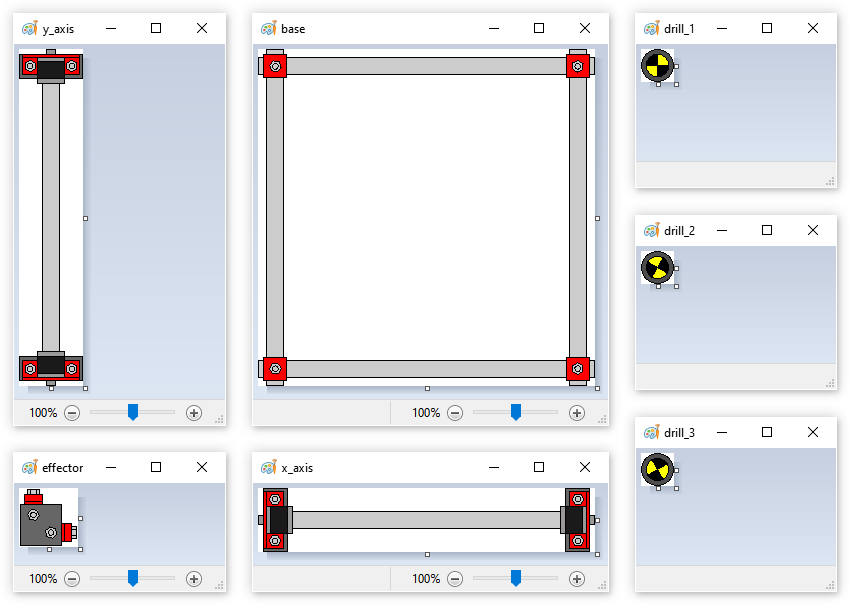 y_axis
base
drill_1
drill_2
100%
100%
drill_3
effector
x_axis
100%
100%